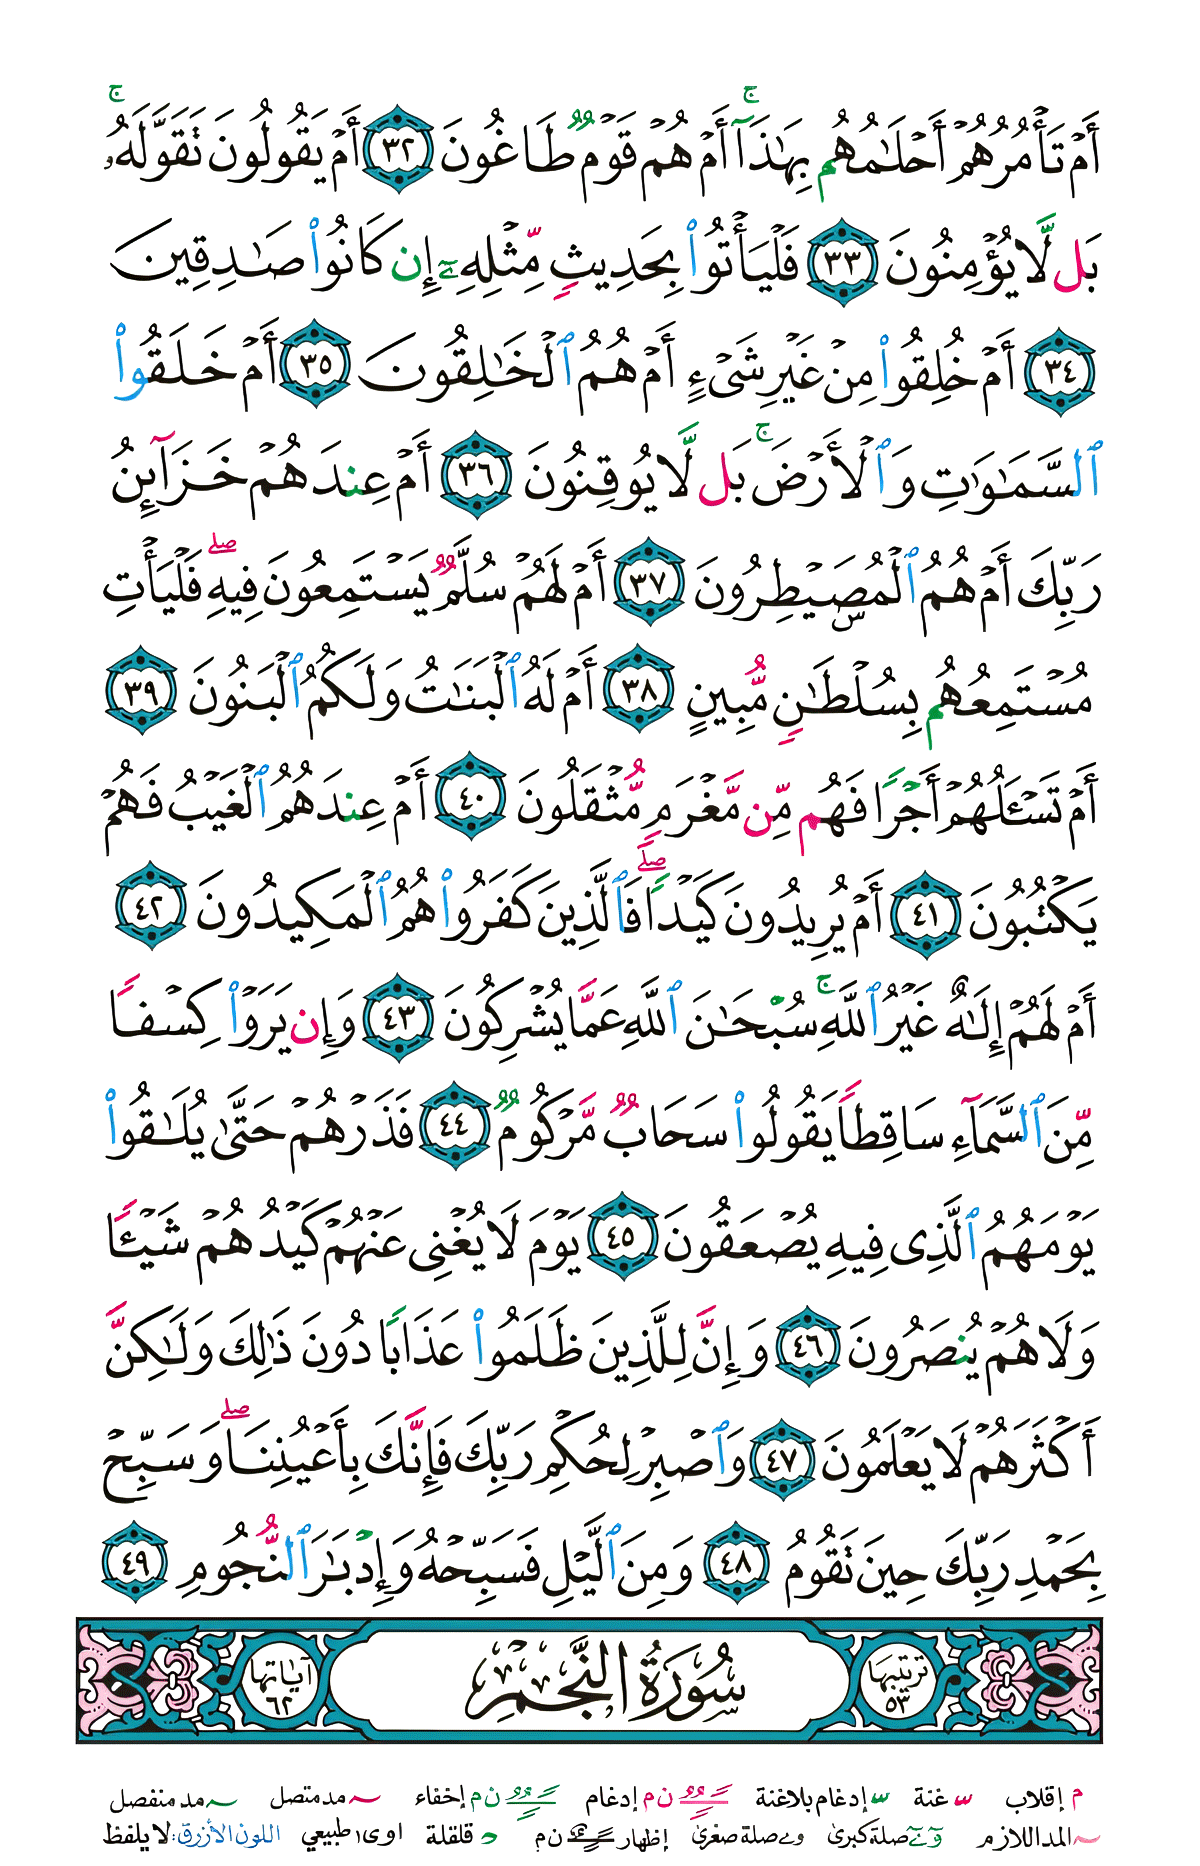 أَمْ تَأْمُرُهُمْ أَحْلَٰمُهُم بِهَٰذَآ ۚ أَمْ هُمْ قَوْمٌ طَاغُونَ ٣٢ أَمْ يَقُولُونَ تَقَوَّلَهُۥ ۚ
بَل لَّا يُؤْمِنُونَ ٣٣ فَلْيَأْتُوا۟ بِحَدِيثٍ مِّثْلِهِۦٓ إِن كَانُوا۟ صَٰدِقِينَ
٣٤ أَمْ خُلِقُوا۟ مِنْ غَيْرِ شَىْءٍ أَمْ هُمُ ٱلْخَٰلِقُونَ ٣٥ أَمْ خَلَقُوا۟
ٱلسَّمَٰوَٰتِ وَٱلْأَرْضَ ۚ بَل لَّا يُوقِنُونَ ٣٦ أَمْ عِندَهُمْ خَزَآئِنُ
رَبِّكَ أَمْ هُمُ ٱلْمُصَۣيْطِرُونَ ٣٧ أَمْ لَهُمْ سُلَّمٌ يَسْتَمِعُونَ فِيهِ ۖ فَلْيَأْتِ
مُسْتَمِعُهُم بِسُلْطَٰنٍ مُّبِينٍ ٣٨ أَمْ لَهُ ٱلْبَنَٰتُ وَلَكُمُ ٱلْبَنُونَ ٣٩
أَمْ تَسْـَٔلُهُمْ أَجْرًا فَهُم مِّن مَّغْرَمٍ مُّثْقَلُونَ ٤٠ أَمْ عِندَهُمُ ٱلْغَيْبُ فَهُمْ
يَكْتُبُونَ ٤١ أَمْ يُرِيدُونَ كَيْدًا ۖ فَٱلَّذِينَ كَفَرُوا۟ هُمُ ٱلْمَكِيدُونَ ٤٢
أَمْ لَهُمْ إِلَٰهٌ غَيْرُ ٱللَّهِ ۚ سُبْحَٰنَ ٱللَّهِ عَمَّا يُشْرِكُونَ ٤٣ وَإِن يَرَوْا۟ كِسْفًا
مِّنَ ٱلسَّمَآءِ سَاقِطًا يَقُولُوا۟ سَحَابٌ مَّرْكُومٌ ٤٤ فَذَرْهُمْ حَتَّىٰ يُلَٰقُوا۟
يَوْمَهُمُ ٱلَّذِى فِيهِ يُصْعَقُونَ ٤٥ يَوْمَ لَا يُغْنِى عَنْهُمْ كَيْدُهُمْ شَيْـًٔا
وَلَا هُمْ يُنصَرُونَ ٤٦ وَإِنَّ لِلَّذِينَ ظَلَمُوا۟ عَذَابًا دُونَ ذَٰلِكَ وَلَٰكِنَّ
أَكْثَرَهُمْ لَا يَعْلَمُونَ ٤٧ وَٱصْبِرْ لِحُكْمِ رَبِّكَ فَإِنَّكَ بِأَعْيُنِنَا ۖ وَسَبِّحْ
بِحَمْدِ رَبِّكَ حِينَ تَقُومُ ٤٨ وَمِنَ ٱلَّيْلِ فَسَبِّحْهُ وَإِدْبَٰرَ ٱلنُّجُومِ ٤٩
ترتيبها ٥٣ سُورَةُ النَّجْمِ آياتها ٦٢
م إقلاب غنة إدغام بلاغنة ن م إدغام ن م إخفاء مد متصل مد منفصل
المد اللازم صلة كبرى صلة صغرى إظهار ن م قلقلة اوى طبيعي اللون الأزرق: لا يلفظ